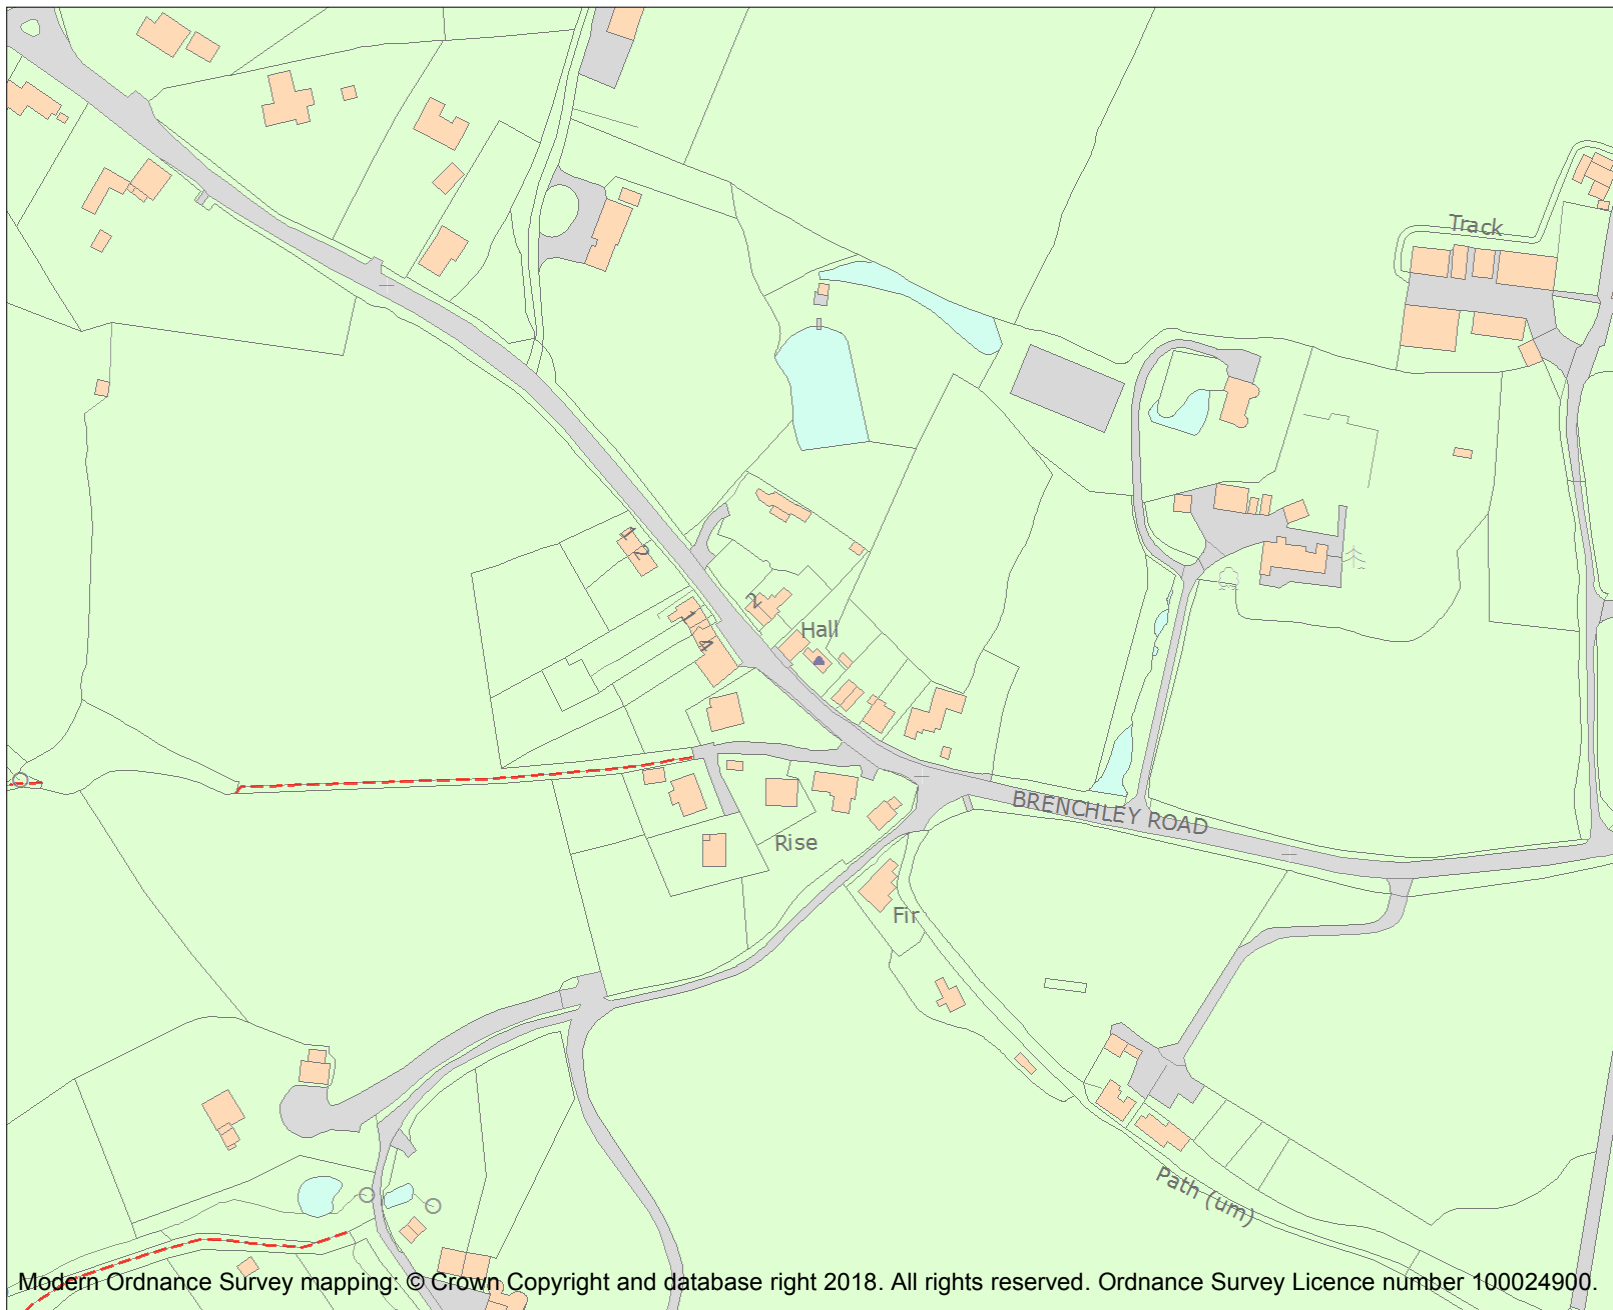 Track
1 2
2
1 4
Hall
BRENCHLEY ROAD
Rise
Fir
Path (um)
Modern Ordnance Survey mapping: © Crown Copyright and database right 2018. All rights reserved. Ordnance Survey Licence number 100024900.